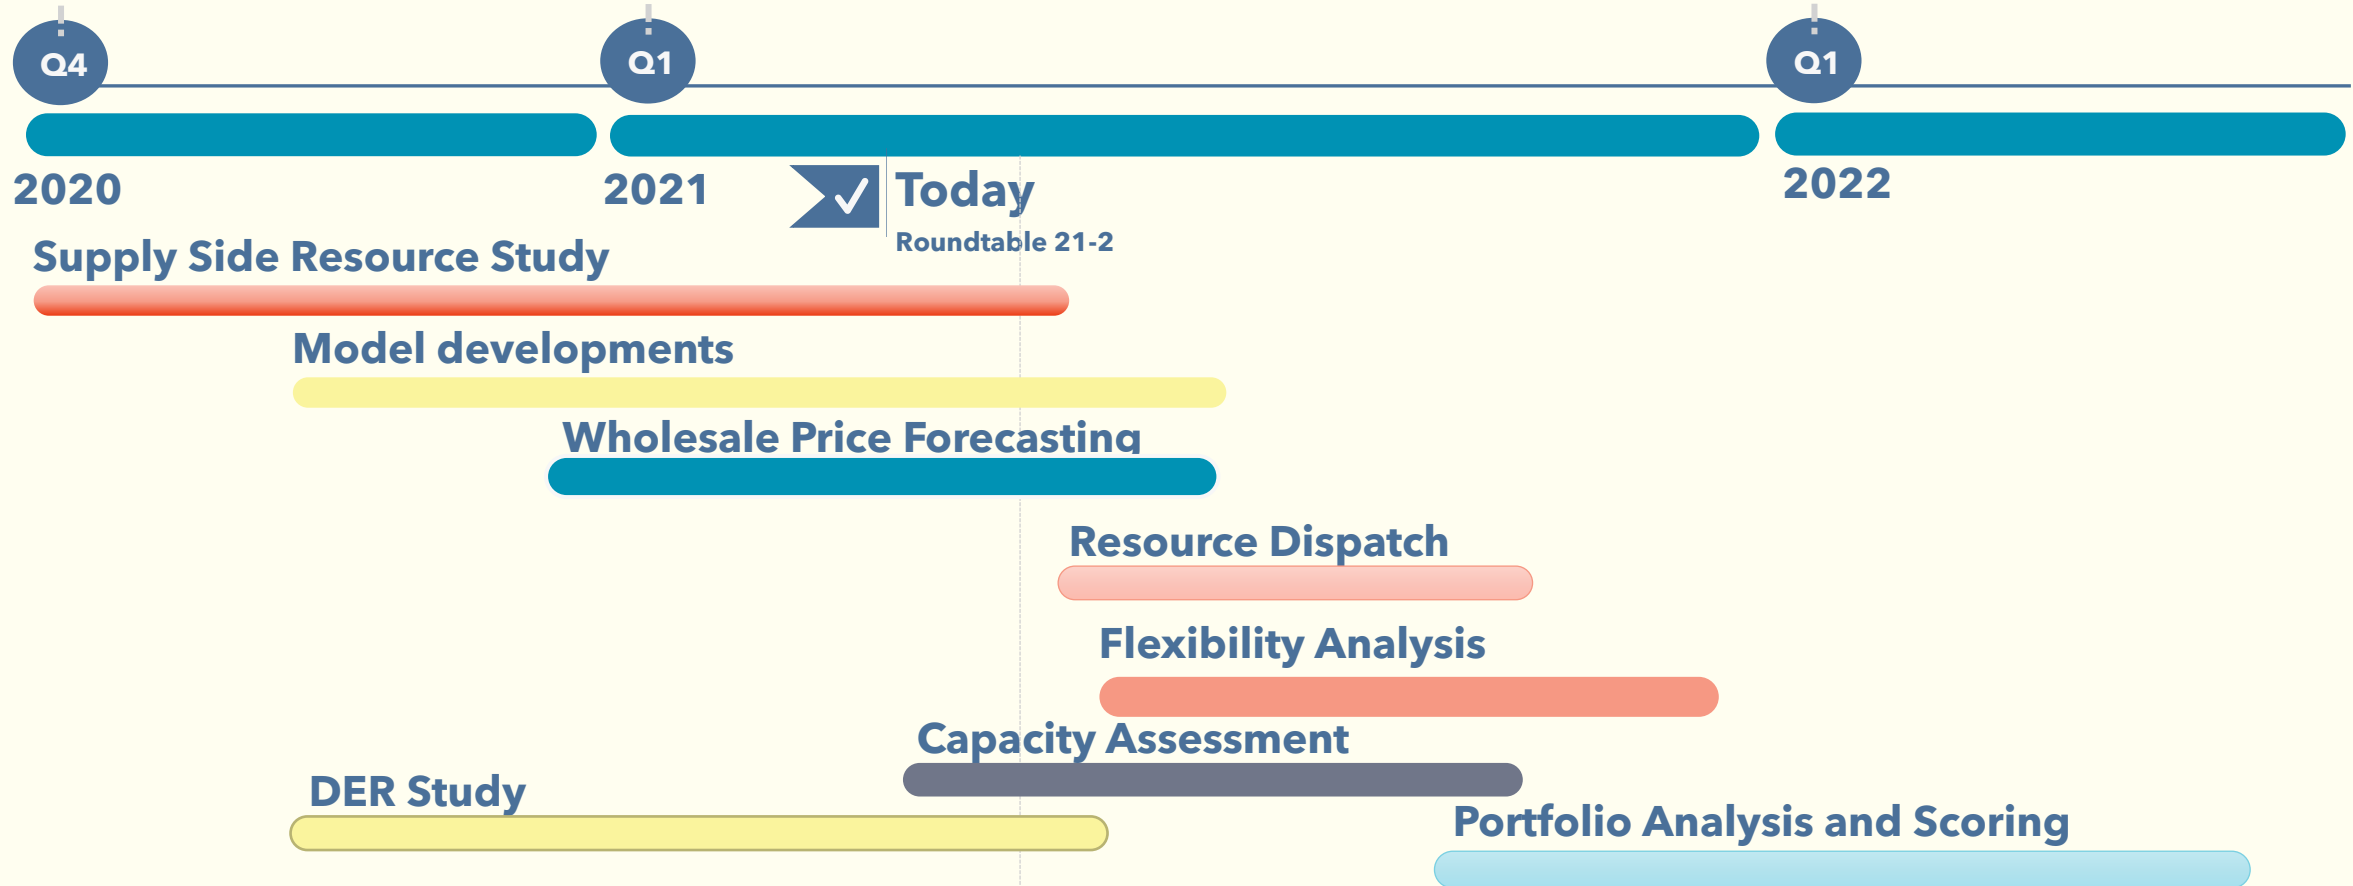 Q4
Q1
Q1
2020
2021
2022
Today
Roundtable 21-2
Supply Side Resource Study
Model developments
Wholesale Price Forecasting
Resource Dispatch
Flexibility Analysis
Capacity Assessment
DER Study
Portfolio Analysis and Scoring